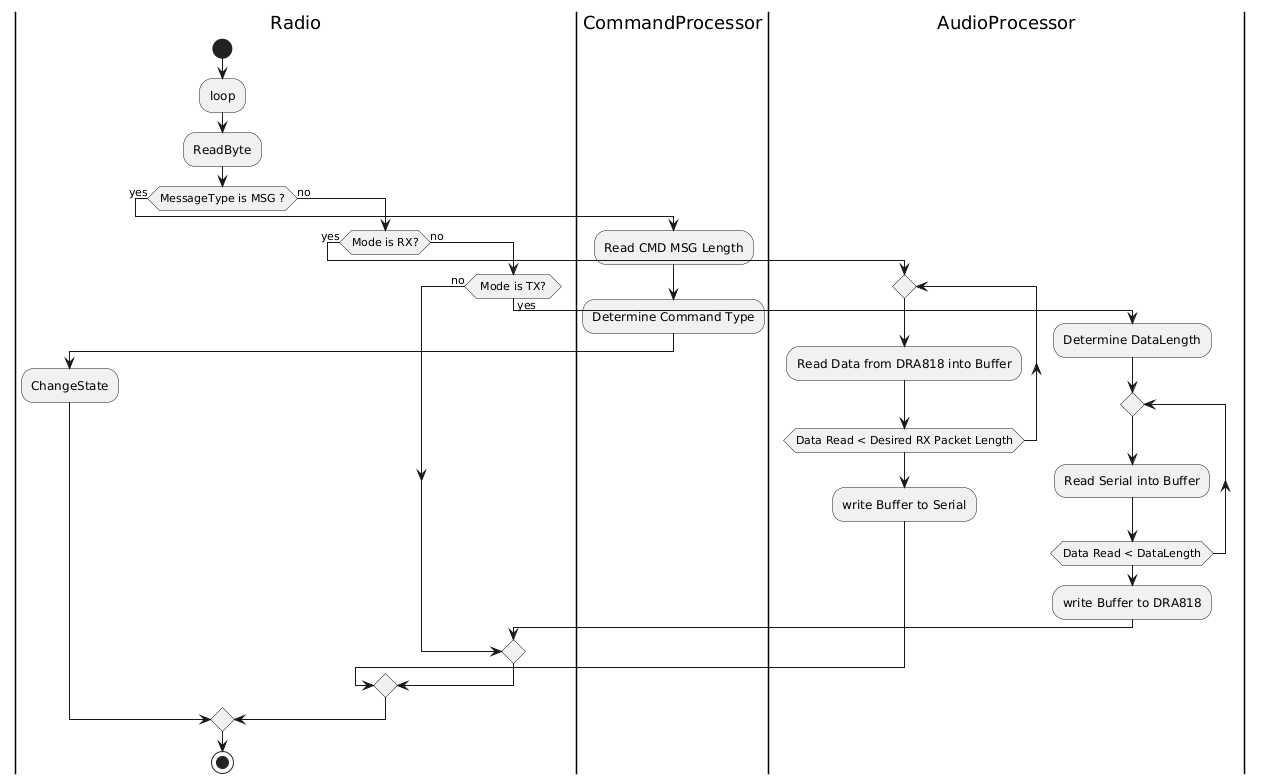 Radio
CommandProcessor
AudioProcessor
loop
ReadByte
yes
MessageType is MSG ?
no
yes
Mode is RX?
no
Read CMD MSG Length
no
Mode is TX?
yes
Determine Command Type
Determine DataLength
Read Data from DRA818 into Buffer
ChangeState
Data Read < Desired RX Packet Length
Read Serial into Buffer
write Buffer to Serial
Data Read < DataLength
write Buffer to DRA818